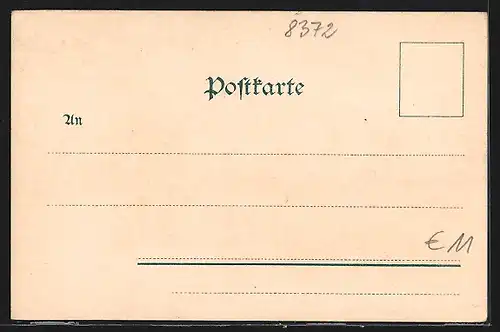 8372
Postkarte
An
€ 11